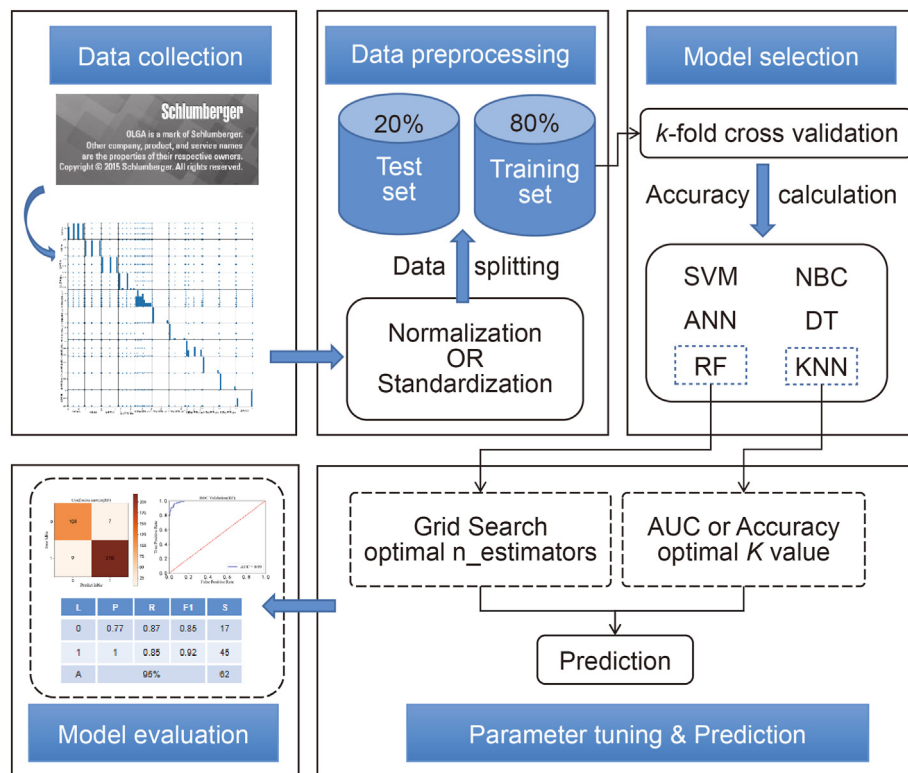 Data collection
Schlumberger
OLGA is a mark of Schlumberger.
Other company, product, and service names
are the properties of their respective owners.
Copyright © 2015 Schlumberger. All rights reserved.
Data preprocessing
20%
Test
set
80%
Training
set
Data splitting
Normalization
OR
Standardization
Model selection
k-fold cross validation
Accuracy calculation
SVM NBC
ANN DT
RF KNN
Grid Search
optimal n_estimators
AUC or Accuracy
optimal K value
Prediction
Parameter tuning & Prediction
L P R F1 S
0 0.77 0.87 0.85 17
1 1 0.85 0.92 45
A 96% 62
Model evaluation